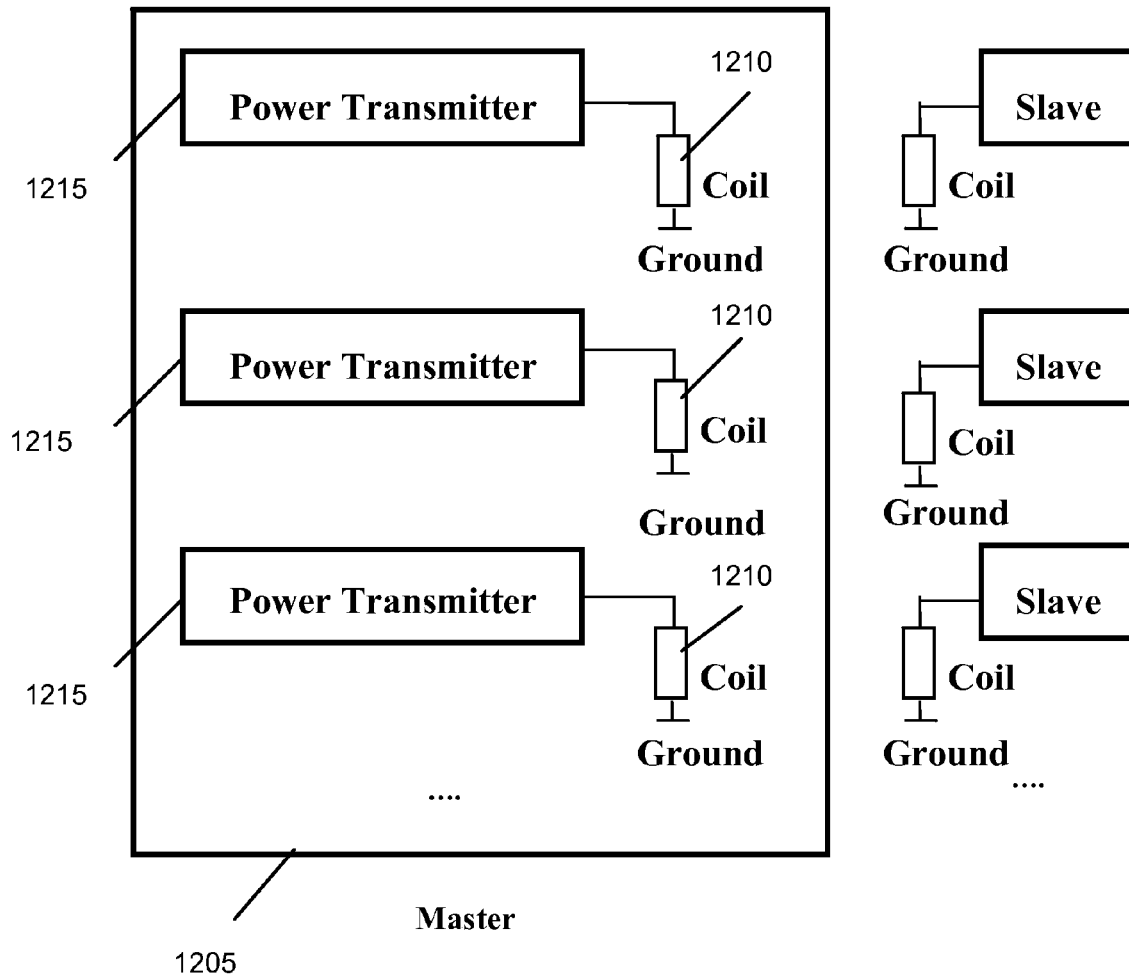 1210
Power Transmitter
Slave
1215
Coil
Coil
Ground
Ground
1210
Power Transmitter
Slave
1215
Coil
Coil
Ground
Ground
1210
Power Transmitter
Slave
1215
Coil
Coil
Ground
Ground
....
....
Master
1205